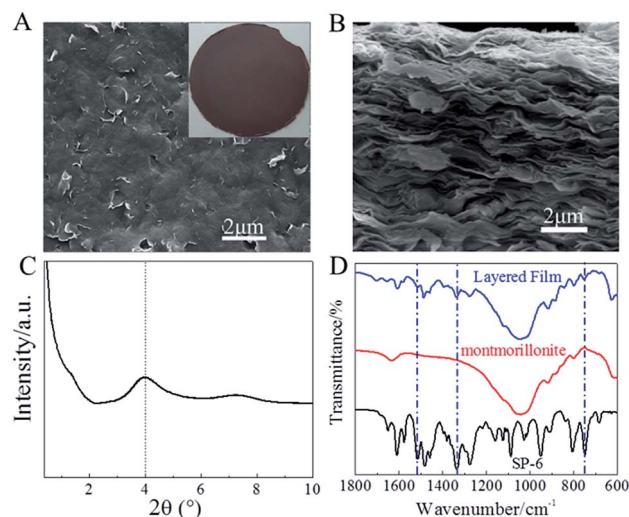 A
2μm
B
2μm
C
Intensity/a.u.
2 4 6 8 10
2θ (°)
D
Layered Film
montmorillonite
SP-6
Transmittance/%
1800 1600 1400 1200 1000 800 600
Wavenumber/cm⁻¹